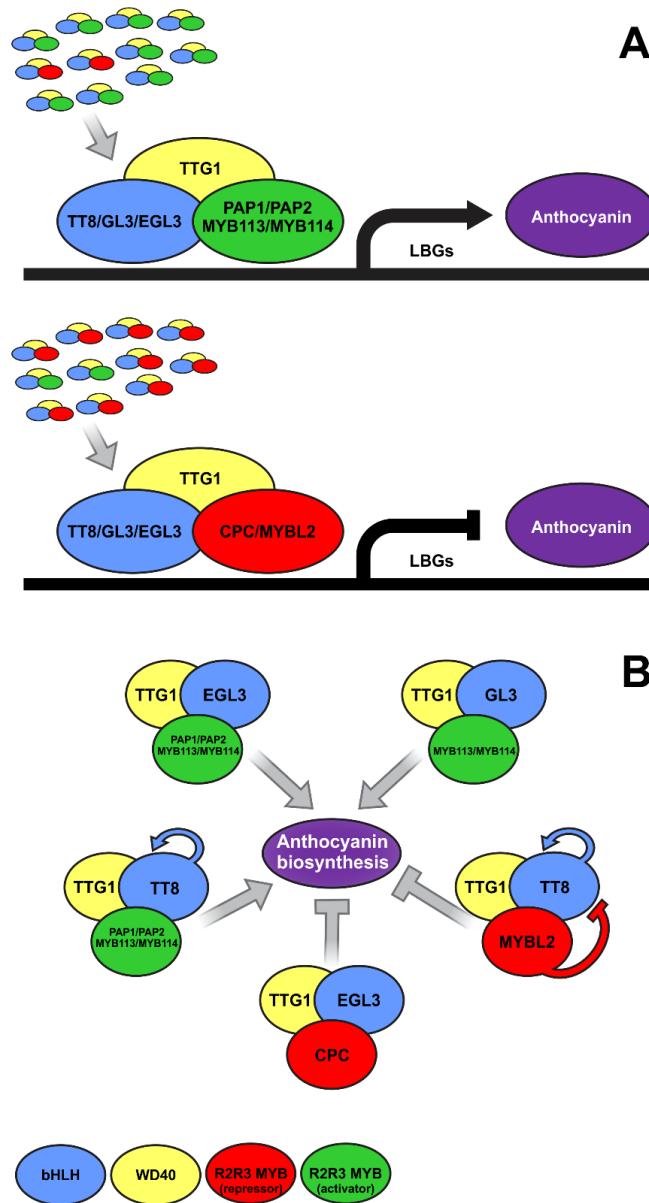 A
TTG1
TT8/GL3/EGL3
PAP1/PAP2
MYB113/MYB114
LBGs
Anthocyanin
TTG1
TT8/GL3/EGL3
CPC/MYBL2
LBGs
Anthocyanin
B
TTG1
EGL3
PAP1/PAP2
MYB113/MYB114
TTG1
GL3
MYB113/MYB114
Anthocyanin
biosynthesis
TTG1
TT8
PAP1/PAP2
MYB113/MYB114
TTG1
TT8
MYBL2
TTG1
EGL3
CPC
bHLH
WD40
R2R3 MYB
(repressor)
R2R3 MYB
(activator)